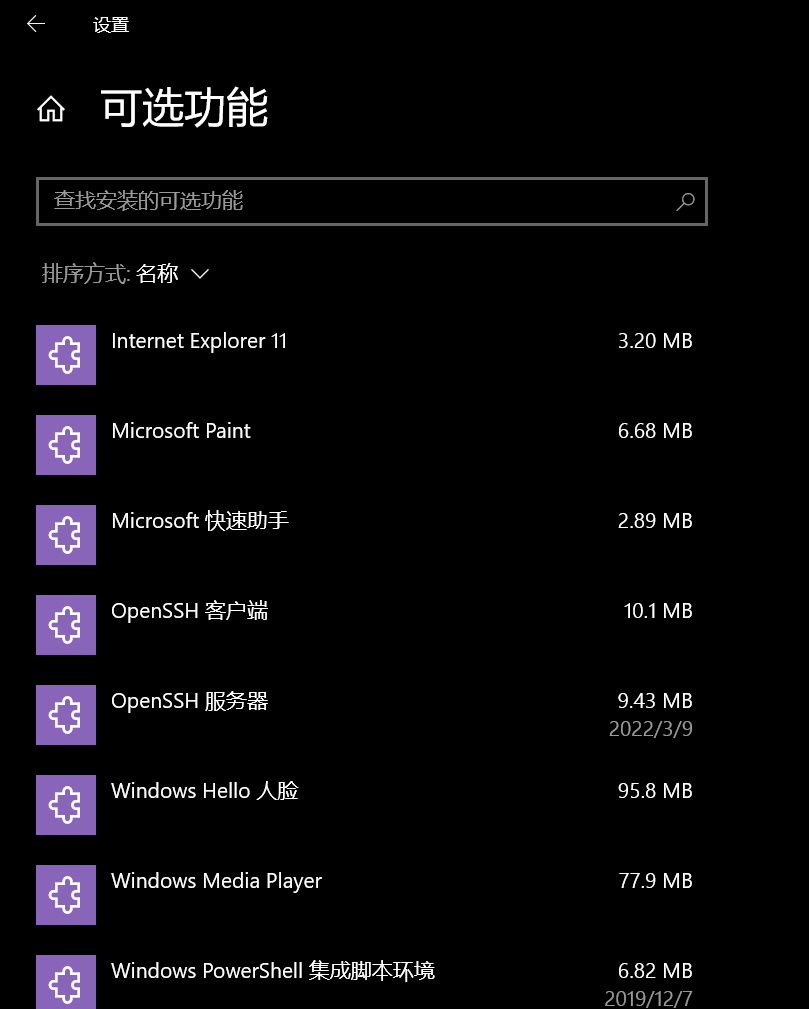 设置
可选功能
查找安装的可选功能
排序方式: 名称
Internet Explorer 11 3.20 MB
Microsoft Paint 6.68 MB
Microsoft 快速助手 2.89 MB
OpenSSH 客户端 10.1 MB
OpenSSH 服务器 9.43 MB
2022/3/9
Windows Hello 人脸 95.8 MB
Windows Media Player 77.9 MB
Windows PowerShell 集成脚本环境 6.82 MB
2019/12/7